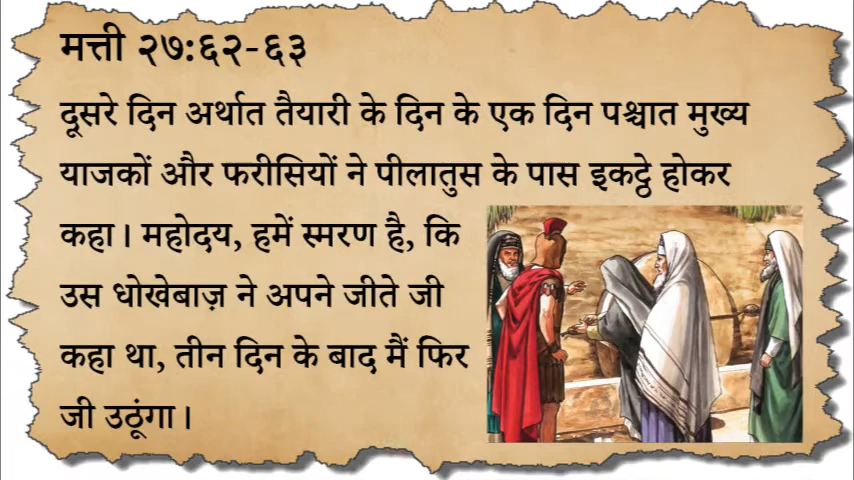 मत्ती २७:६२-६३
दूसरे दिन अर्थात तैयारी के दिन के एक दिन पश्चात मुख्य
याजकों और फरीसियों ने पीलातुस के पास इकट्ठे होकर
कहा। महोदय, हमें स्मरण है, कि
उस धोखेबाज़ ने अपने जीते जी
कहा था, तीन दिन के बाद मैं फिर
जी उठूंगा।